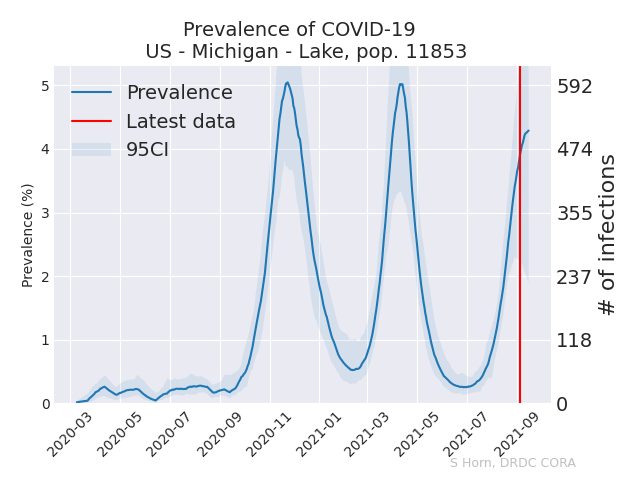 Prevalence of COVID-19
US - Michigan - Lake, pop. 11853
Prevalence
Latest data
95CI
Prevalence (%)
5
4
3
2
1
0
592
474
355
237
118
0
# of infections
2020-03
2020-05
2020-07
2020-09
2020-11
2021-01
2021-03
2021-05
2021-07
2021-09
S Horn, DRDC CORA